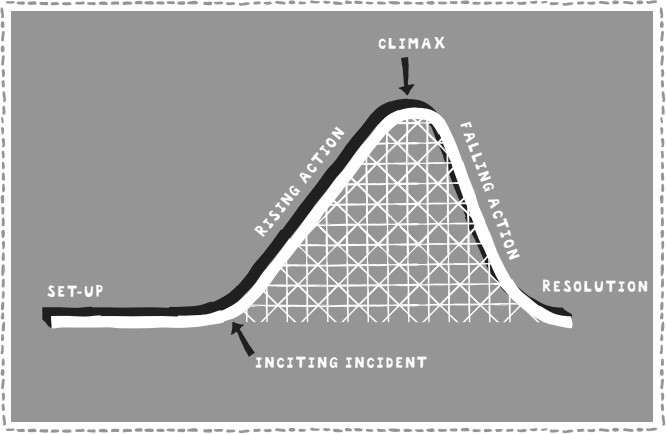 CLIMAX
RISING ACTION
FALLING ACTION
SET-UP
RESOLUTION
INCITING INCIDENT